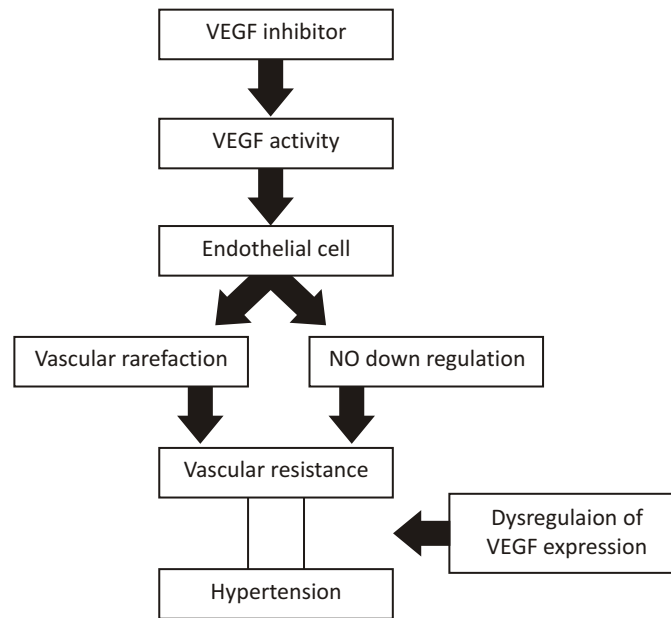 VEGF inhibitor
VEGF activity
Endothelial cell
Vascular rarefaction
NO down regulation
Vascular resistance
Dysregulaion of
VEGF expression
Hypertension